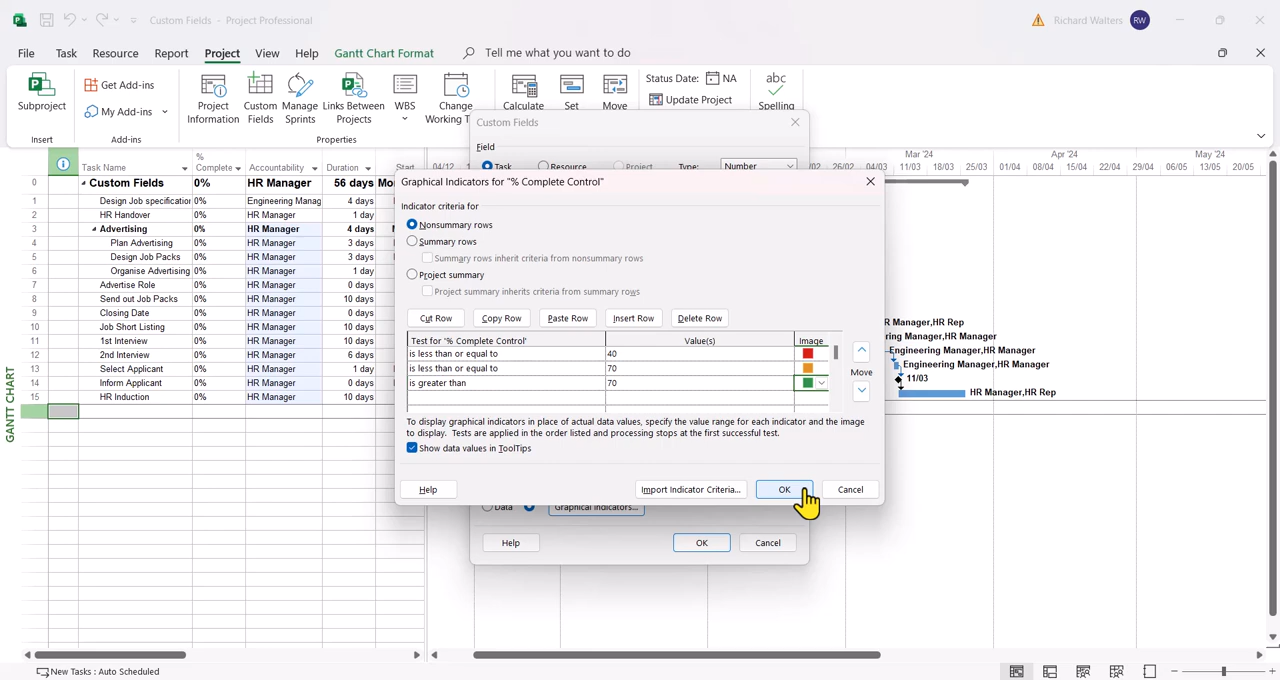 Custom Fields - Project Professional
Richard Walters RW
File Task Resource Report Project View Help Gantt Chart Format Tell me what you want to do
Subproject
Get Add-ins
My Add-ins
Project Information
Custom Fields
Manage Sprints
Links Between Projects
WBS
Change
Working T
Calculate
Set
Move
Status Date: NA
Update Project
abc
Spelling
Insert Add-ins Properties
Custom Fields
Field
Task Resource Project Type: Number
Task Name % Complete Accountability Duration Start
04/12 /02 26/02 04/03 11/03 18/03 25/03 01/04 08/04 15/04 22/04 29/04 06/05 13/05 20/05
Mar '24 Apr '24 May '24
0 Custom Fields 0% HR Manager 56 days Mo
1 Design Job specification 0% Engineering Manag 4 days
2 HR Handover 0% HR Manager 1 day
3 Advertising 0% HR Manager 4 days
4 Plan Advertising 0% HR Manager 3 days
5 Design Job Packs 0% HR Manager 3 days
6 Organise Advertising 0% HR Manager 1 day
7 Advertise Role 0% HR Manager 0 days
8 Send out Job Packs 0% HR Manager 10 days
9 Closing Date 0% HR Manager 0 days
10 Job Short Listing 0% HR Manager 10 days
11 1st Interview 0% HR Manager 10 days
12 2nd Interview 0% HR Manager 6 days
13 Select Applicant 0% HR Manager 1 day
14 Inform Applicant 0% HR Manager 0 days
15 HR Induction 0% HR Manager 10 days
GANTT CHART
Graphical Indicators for "% Complete Control"
Indicator criteria for
Nonsummary rows
Summary rows
Summary rows inherit criteria from nonsummary rows
Project summary
Project summary inherits criteria from summary rows
Cut Row Copy Row Paste Row Insert Row Delete Row
Test for '% Complete Control' Value(s) Image
is less than or equal to 40
is less than or equal to 70
is greater than 70
Move
To display graphical indicators in place of actual data values, specify the value range for each indicator and the image
to display. Tests are applied in the order listed and processing stops at the first successful test.
Show data values in ToolTips
Help Import Indicator Criteria... OK Cancel
Data Graphical Indicators...
Help OK Cancel
R Manager,HR Rep
ering Manager,HR Manager
Engineering Manager,HR Manager
Engineering Manager,HR Manager
11/03
HR Manager,HR Rep
New Tasks : Auto Scheduled